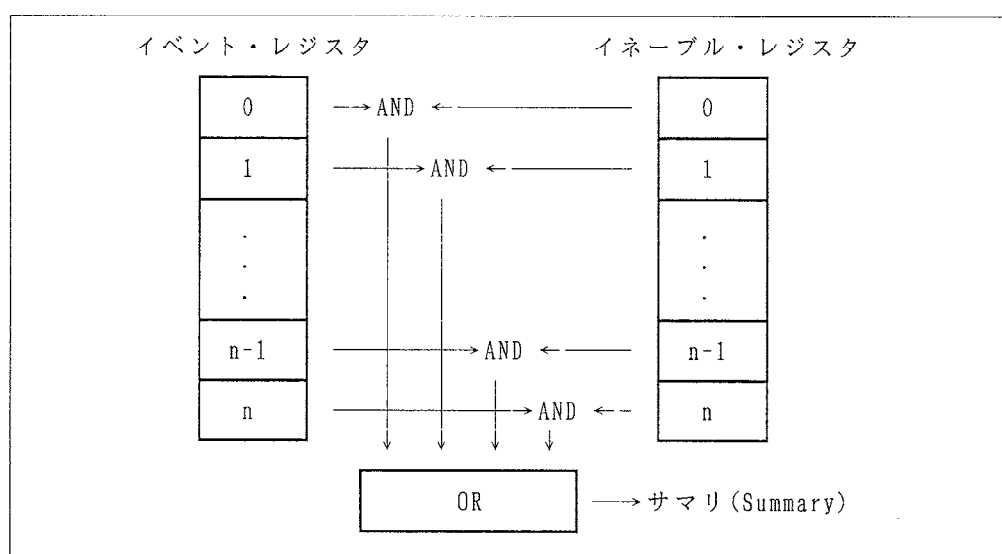 イベント・レジスタ イネーブル・レジスタ
0 AND 0
1 AND 1
. .
. .
. .
n-1 AND n-1
n AND n
OR サマリ(Summary)